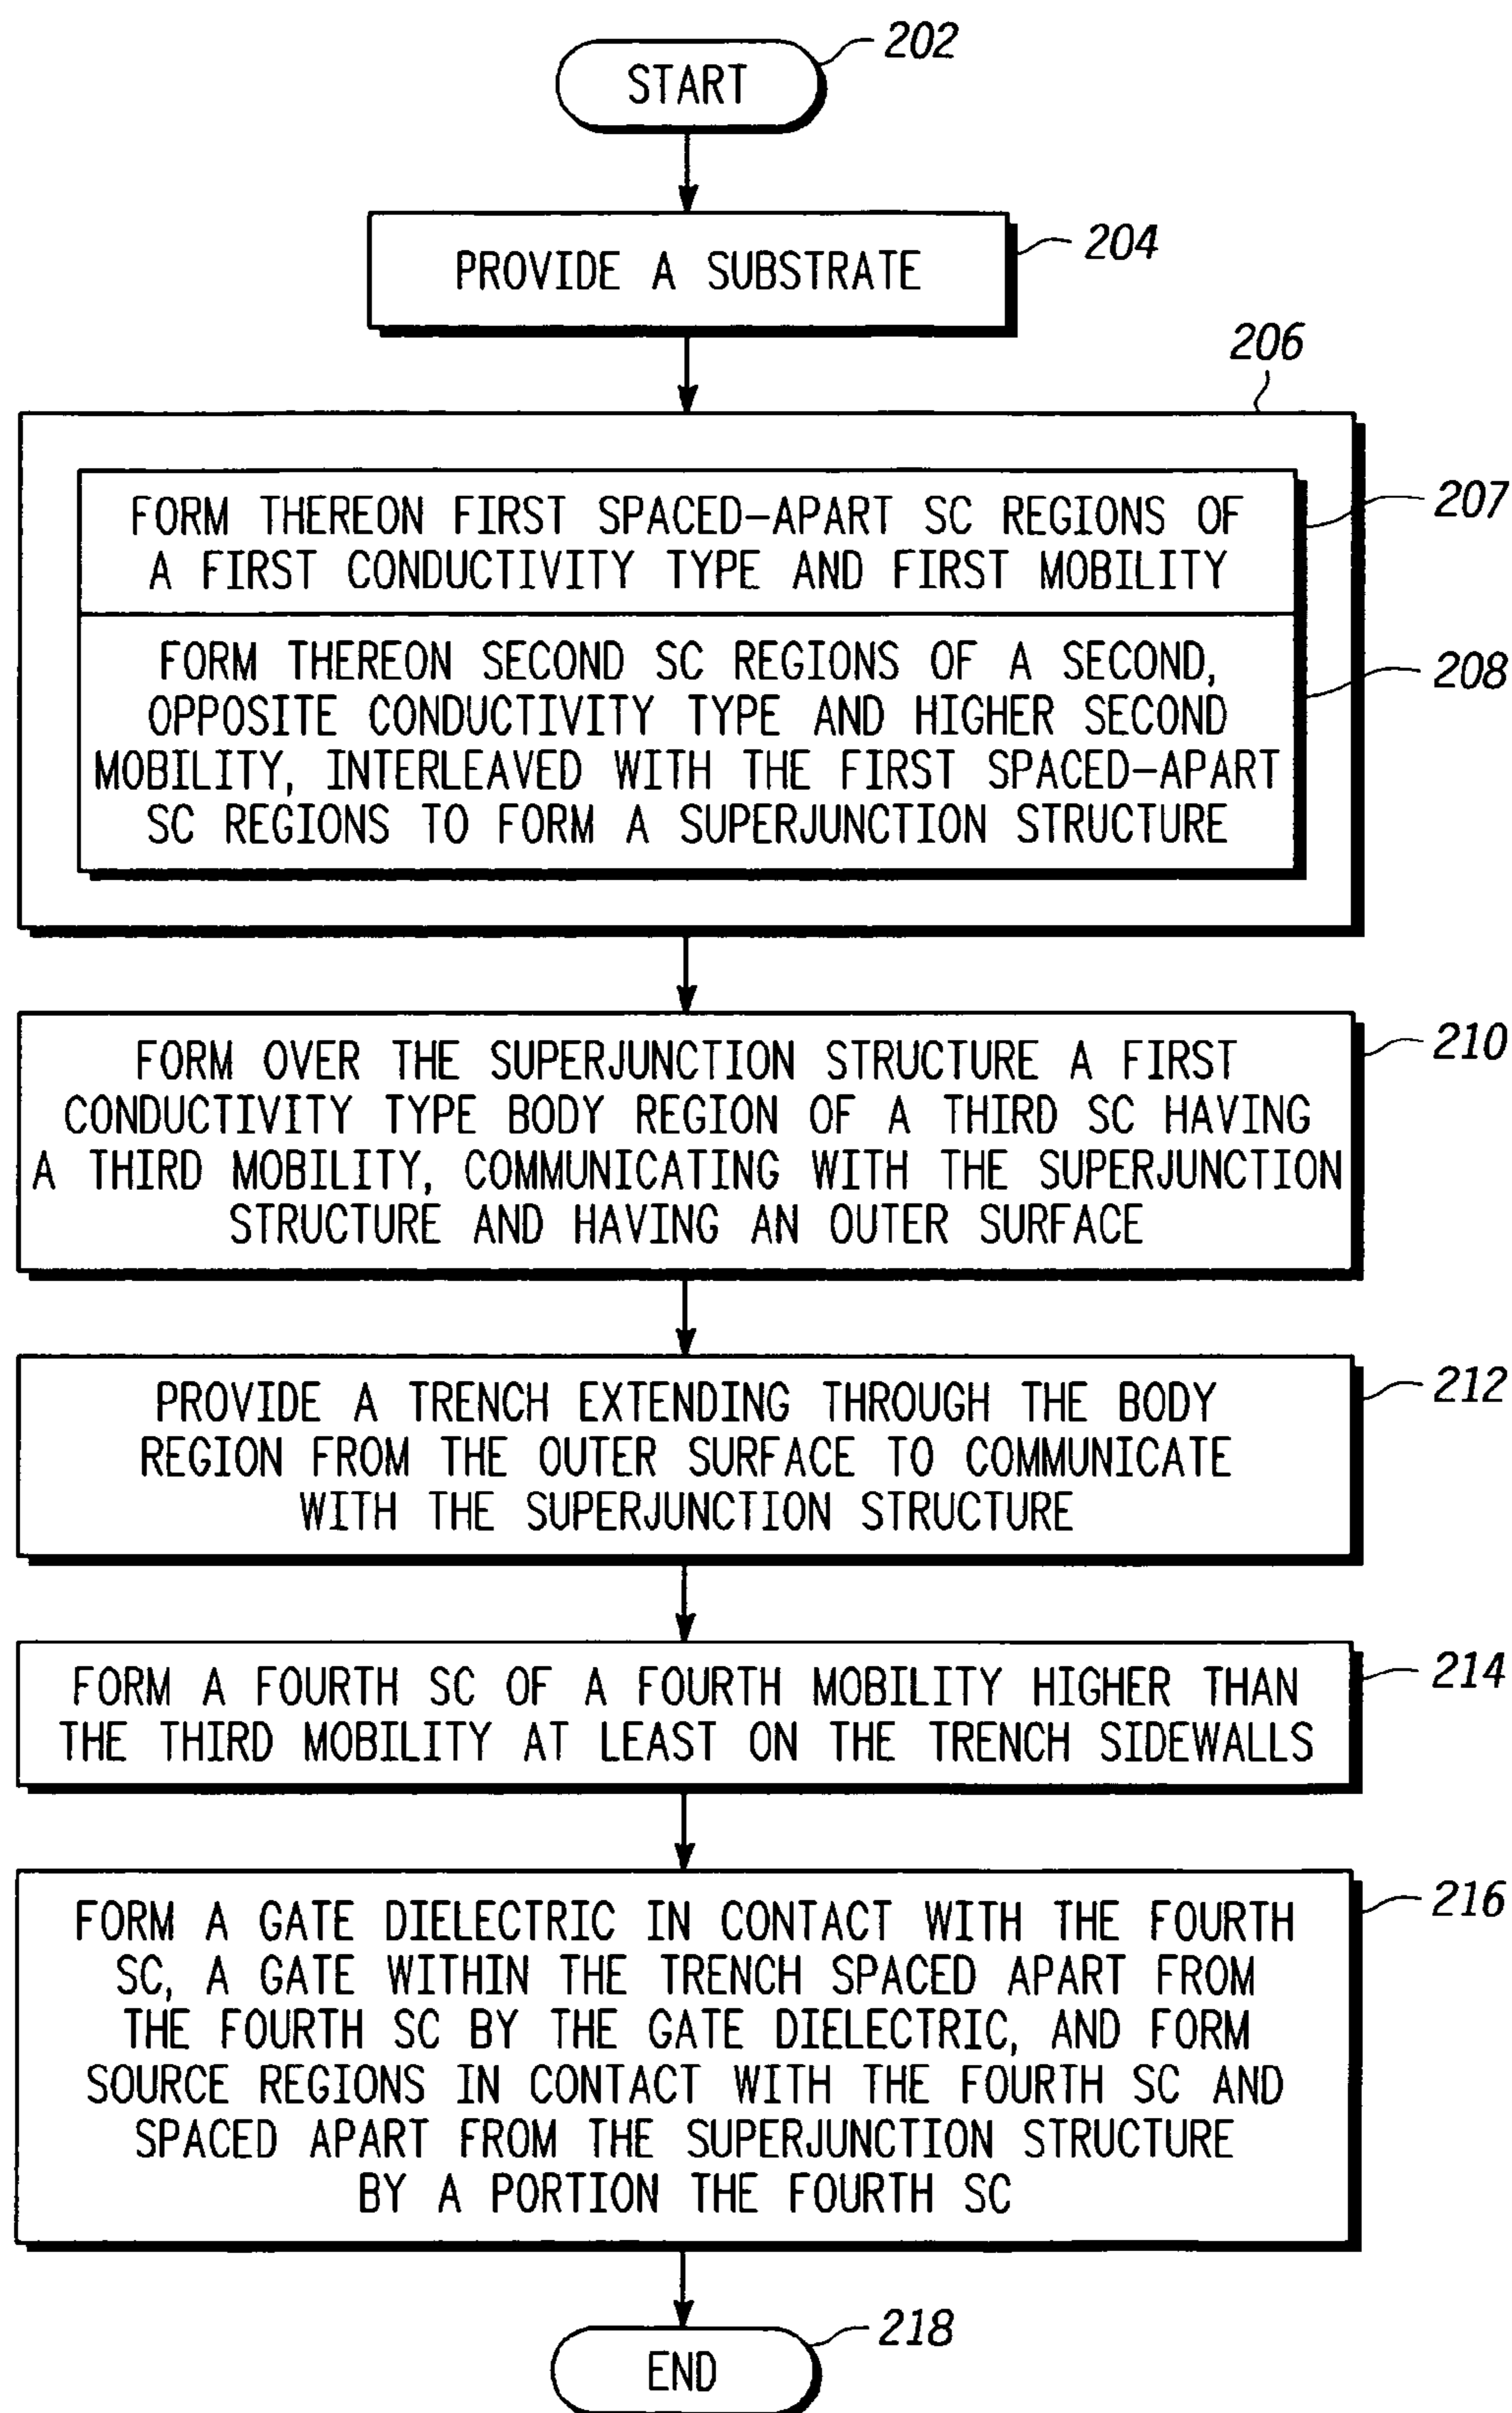 START
202
PROVIDE A SUBSTRATE
204
206
FORM THEREON FIRST SPACED-APART SC REGIONS OF
A FIRST CONDUCTIVITY TYPE AND FIRST MOBILITY
207
FORM THEREON SECOND SC REGIONS OF A SECOND,
OPPOSITE CONDUCTIVITY TYPE AND HIGHER SECOND
MOBILITY, INTERLEAVED WITH THE FIRST SPACED-APART
SC REGIONS TO FORM A SUPERJUNCTION STRUCTURE
208
FORM OVER THE SUPERJUNCTION STRUCTURE A FIRST
CONDUCTIVITY TYPE BODY REGION OF A THIRD SC HAVING
A THIRD MOBILITY, COMMUNICATING WITH THE SUPERJUNCTION
STRUCTURE AND HAVING AN OUTER SURFACE
210
PROVIDE A TRENCH EXTENDING THROUGH THE BODY
REGION FROM THE OUTER SURFACE TO COMMUNICATE
WITH THE SUPERJUNCTION STRUCTURE
212
FORM A FOURTH SC OF A FOURTH MOBILITY HIGHER THAN
THE THIRD MOBILITY AT LEAST ON THE TRENCH SIDEWALLS
214
FORM A GATE DIELECTRIC IN CONTACT WITH THE FOURTH
SC, A GATE WITHIN THE TRENCH SPACED APART FROM
THE FOURTH SC BY THE GATE DIELECTRIC, AND FORM
SOURCE REGIONS IN CONTACT WITH THE FOURTH SC AND
SPACED APART FROM THE SUPERJUNCTION STRUCTURE
BY A PORTION THE FOURTH SC
216
END
218